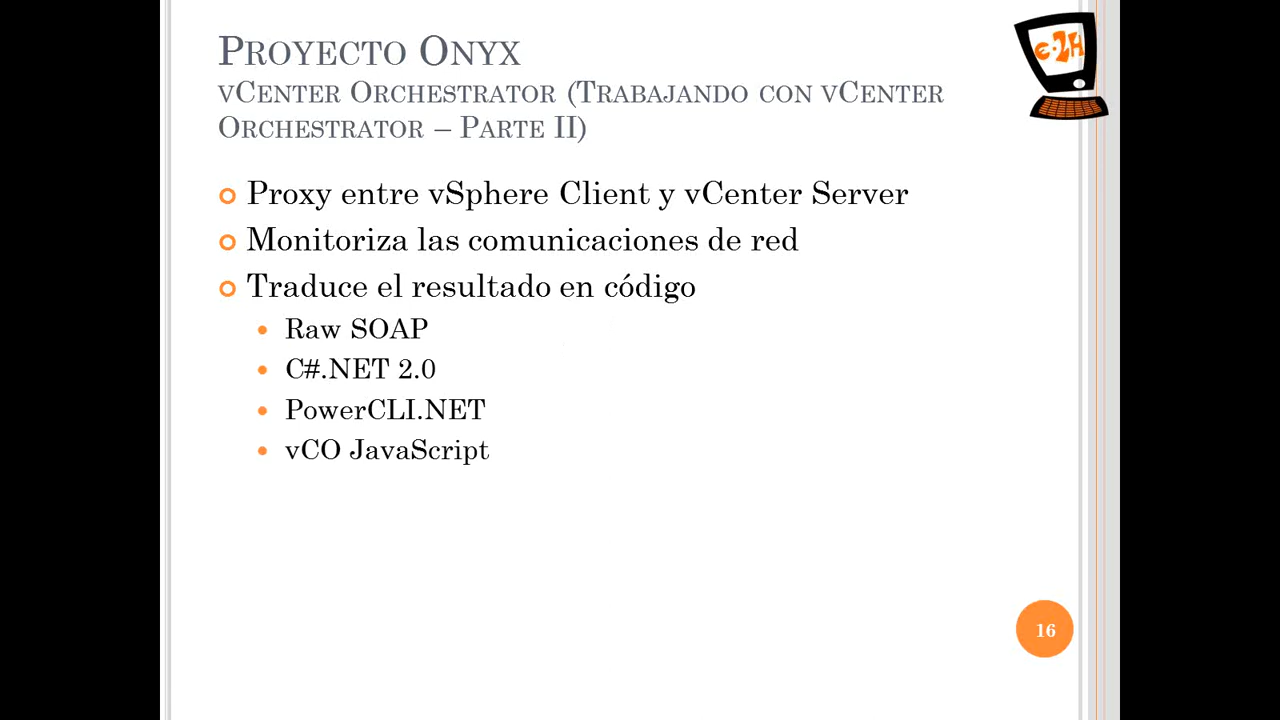 Proyecto Onyx
vCenter Orchestrator (Trabajando con vCenter
Orchestrator – Parte II)
e-2H
Proxy entre vSphere Client y vCenter Server
Monitoriza las comunicaciones de red
Traduce el resultado en código
Raw SOAP
C#.NET 2.0
PowerCLI.NET
vCO JavaScript
16